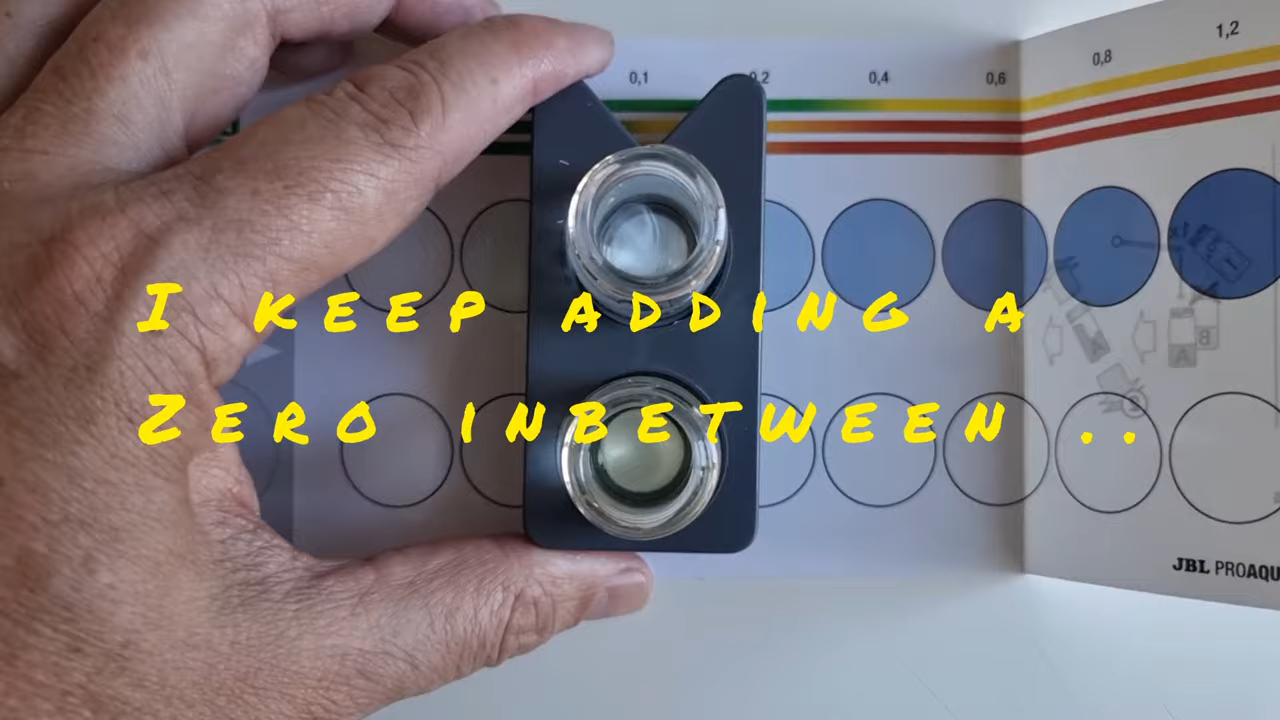 0,1 0,2 0,4 0,6 0,8 1,2
I KEEP ADDING A
ZERO INBETWEEN ..
A B
A
JBL PROAQU